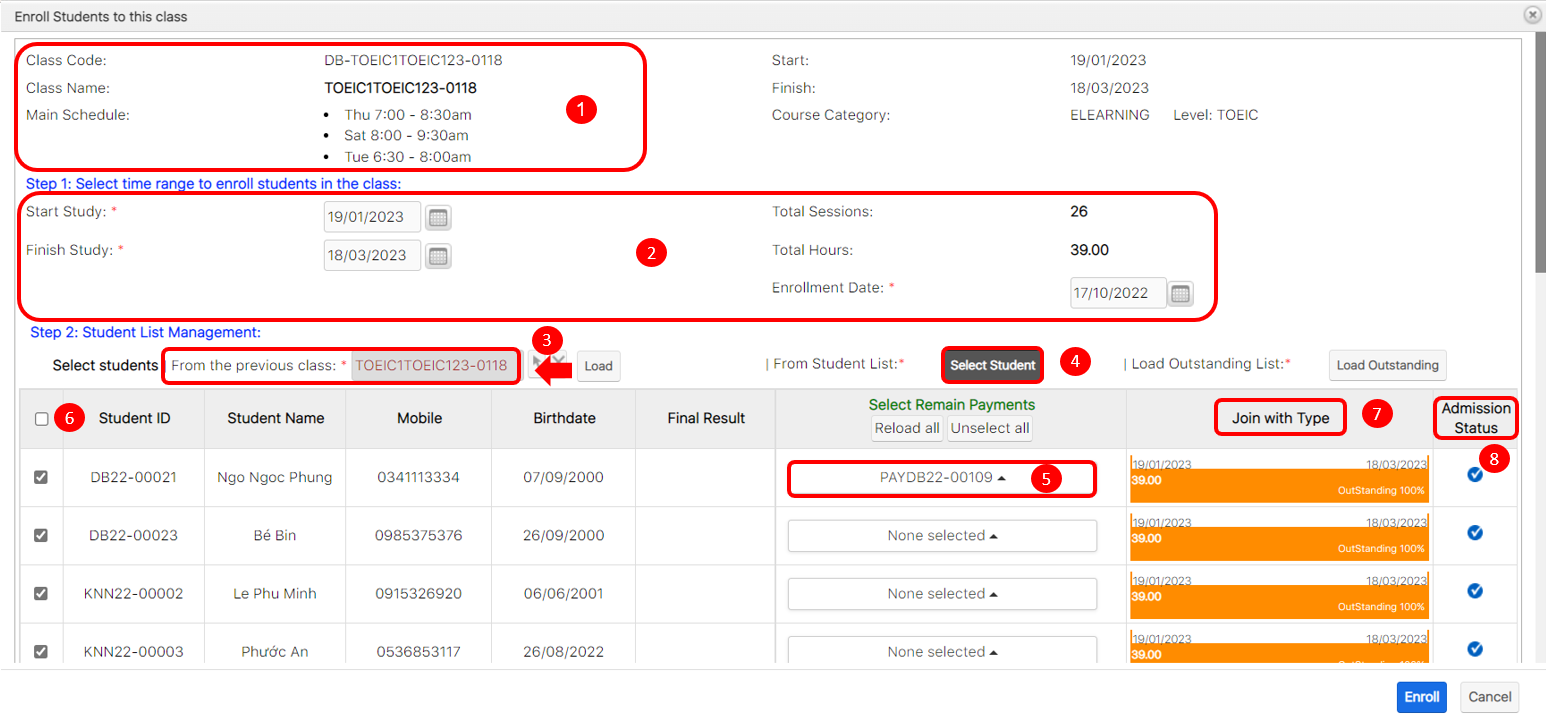 Enroll Students to this class
Class Code: DB-TOEIC1TOEIC123-0118 Start: 19/01/2023
Class Name: TOEIC1TOEIC123-0118 Finish: 18/03/2023
Main Schedule: • Thu 7:00 - 8:30am Course Category: ELEARNING Level: TOEIC
1
• Sat 8:00 - 9:30am
• Tue 6:30 - 8:00am
Step 1: Select time range to enroll students in the class:
Start Study: * 19/01/2023 Total Sessions: 26
Finish Study: * 18/03/2023 2 Total Hours: 39.00
Enrollment Date: * 17/10/2022
Step 2: Student List Management:
3
Select students From the previous class: * TOEIC1TOEIC123-0118 Load | From Student List:* Select Student 4 | Load Outstanding List:* Load Outstanding
6 Student ID Student Name Mobile Birthdate Final Result Select Remain Payments Join with Type 7 Admission Status
Reload all Unselect all
8
DB22-00021 Ngo Ngoc Phung 0341113334 07/09/2000 PAYDB22-00109 5 19/01/2023 18/03/2023
39.00
OutStanding 100%
DB22-00023 Bé Bin 0985375376 26/09/2000 None selected 19/01/2023 18/03/2023
39.00
OutStanding 100%
KNN22-00002 Le Phu Minh 0915326920 06/06/2001 None selected 19/01/2023 18/03/2023
39.00
OutStanding 100%
KNN22-00003 Phước An 0536853117 26/08/2022 None selected 19/01/2023 18/03/2023
39.00
OutStanding 100%
Enroll Cancel